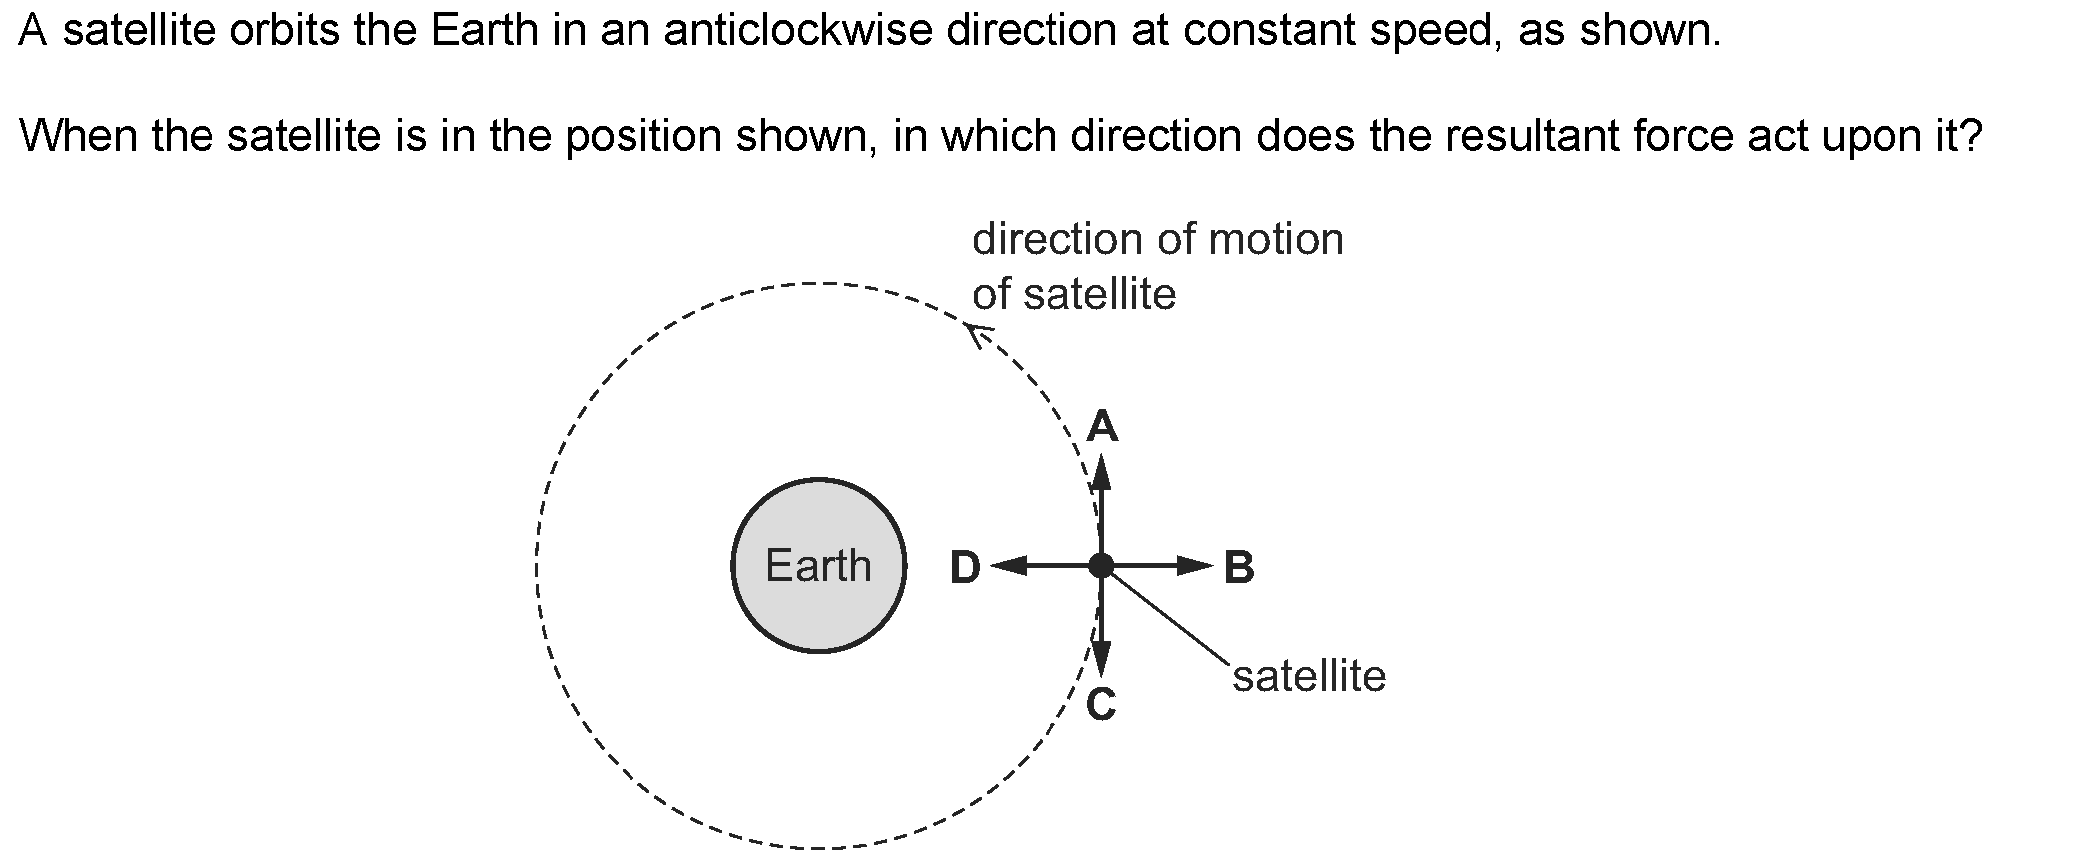 A satellite orbits the Earth in an anticlockwise direction at constant speed, as shown.
When the satellite is in the position shown, in which direction does the resultant force act upon it?
direction of motion
of satellite
A
Earth
D
B
satellite
C